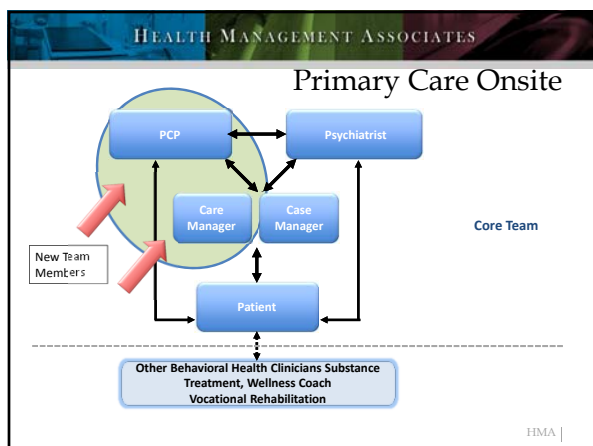 HEALTH MANAGEMENT ASSOCIATES
Primary Care Onsite
PCP
Psychiatrist
Care
Manager
Case
Manager
Core Team
New Team
Members
Patient
Other Behavioral Health Clinicians Substance
Treatment, Wellness Coach
Vocational Rehabilitation
HMA